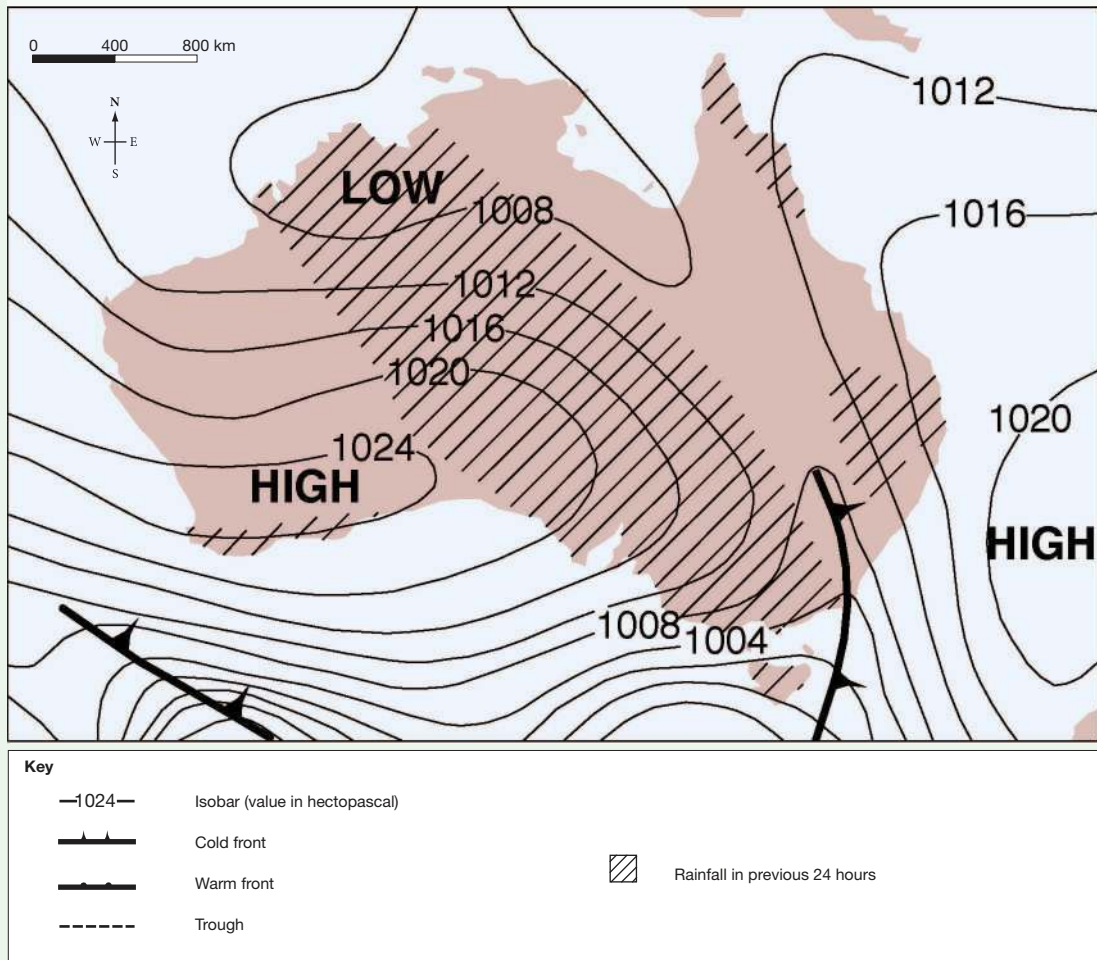 0 400 800 km
N
W E
S
1012
LOW
1008
1016
1012
1016
1020
1020
1024
HIGH
HIGH
1008
1004
Key
1024 Isobar (value in hectopascal)
Cold front
Warm front
Rainfall in previous 24 hours
Trough